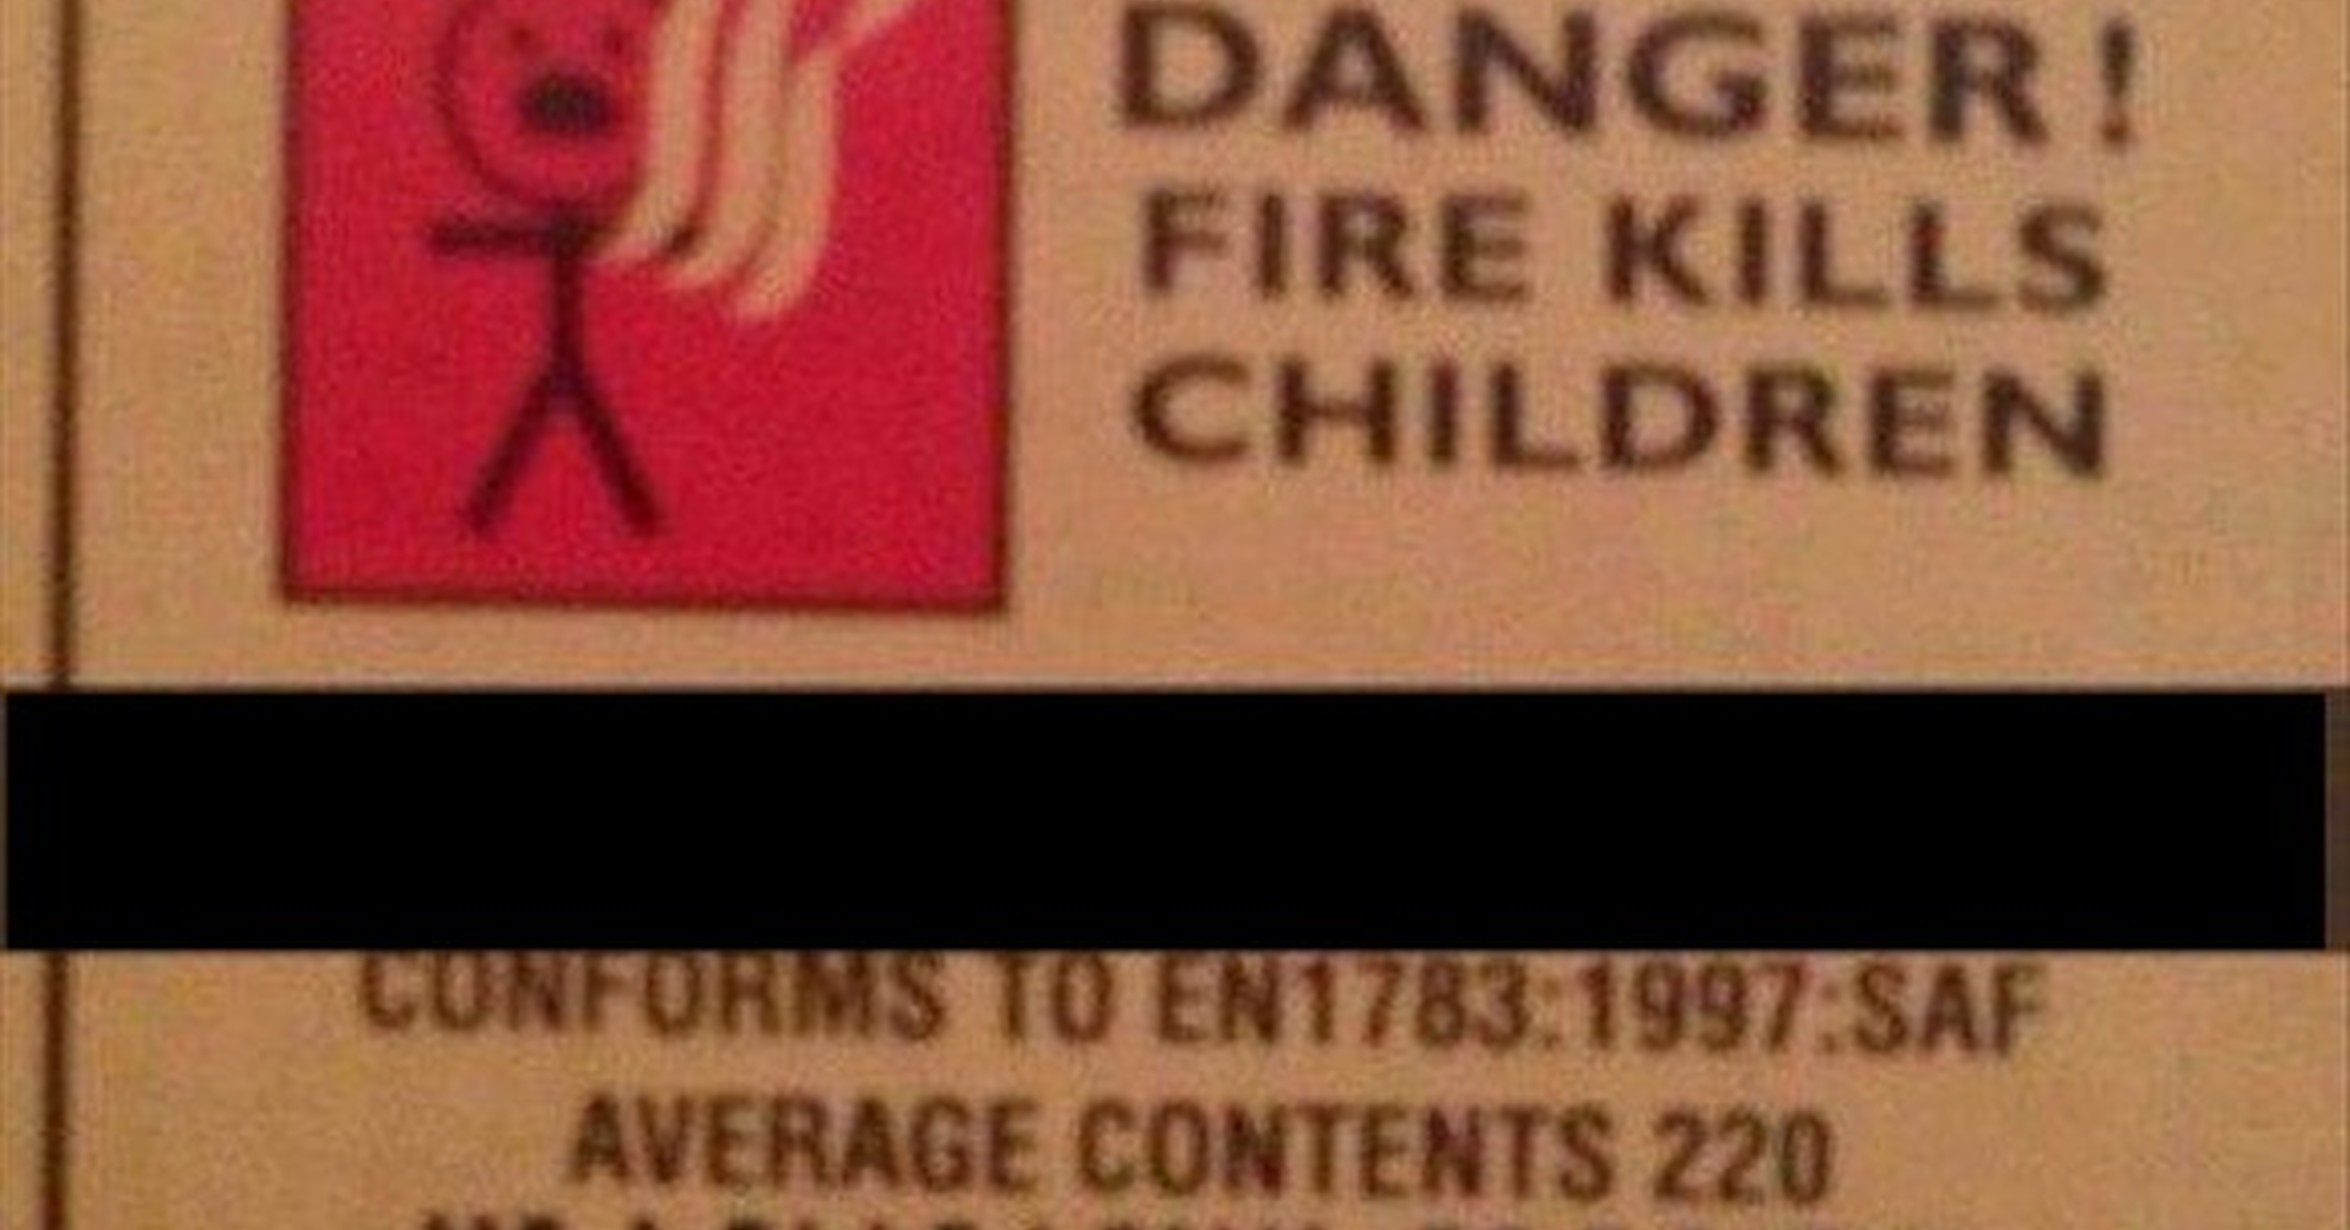 DANGER!
FIRE KILLS
CHILDREN
CONFORMS TO EN1783:1997:SAF
AVERAGE CONTENTS 220